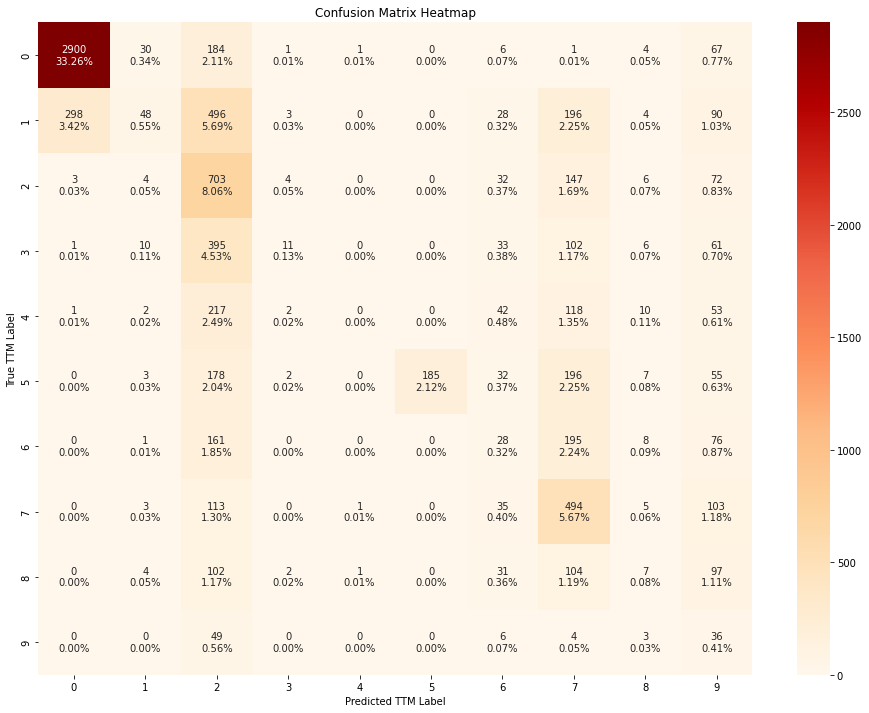 Confusion Matrix Heatmap
0
2900 30 184 1 1 0 6 1 4 67
33.26% 0.34% 2.11% 0.01% 0.01% 0.00% 0.07% 0.01% 0.05% 0.77%
1
298 48 496 3 0 0 28 196 4 90
3.42% 0.55% 5.69% 0.03% 0.00% 0.00% 0.32% 2.25% 0.05% 1.03%
2
3 4 703 4 0 0 32 147 6 72
0.03% 0.05% 8.06% 0.05% 0.00% 0.00% 0.37% 1.69% 0.07% 0.83%
3
1 10 395 11 0 0 33 102 6 61
0.01% 0.11% 4.53% 0.13% 0.00% 0.00% 0.38% 1.17% 0.07% 0.70%
True TTM Label
4
1 2 217 2 0 0 42 118 10 53
0.01% 0.02% 2.49% 0.02% 0.00% 0.00% 0.48% 1.35% 0.11% 0.61%
5
0 3 178 2 0 185 32 196 7 55
0.00% 0.03% 2.04% 0.02% 0.00% 2.12% 0.37% 2.25% 0.08% 0.63%
6
0 1 161 0 0 0 28 195 8 76
0.00% 0.01% 1.85% 0.00% 0.00% 0.00% 0.32% 2.24% 0.09% 0.87%
7
0 3 113 0 1 0 35 494 5 103
0.00% 0.03% 1.30% 0.00% 0.01% 0.00% 0.40% 5.67% 0.06% 1.18%
8
0 4 102 2 1 0 31 104 7 97
0.00% 0.05% 1.17% 0.02% 0.01% 0.00% 0.36% 1.19% 0.08% 1.11%
9
0 0 49 0 0 0 6 4 3 36
0.00% 0.00% 0.56% 0.00% 0.00% 0.00% 0.07% 0.05% 0.03% 0.41%
0 1 2 3 4 5 6 7 8 9
Predicted TTM Label
2500
2000
1500
1000
500
0